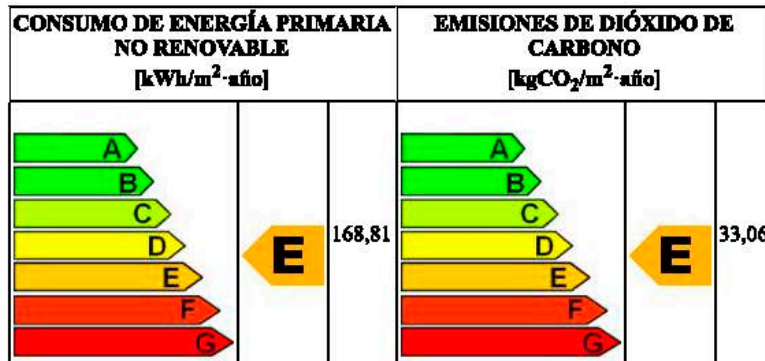 CONSUMO DE ENERGÍA PRIMARIA
NO RENOVABLE
[kWh/m²·año]
EMISIONES DE DIÓXIDO DE
CARBONO
[kgCO₂/m²·año]
A
B
C
D
E
F
G
E
168,81
A
B
C
D
E
F
G
E
33,06